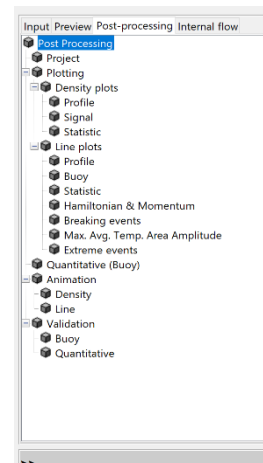 Input Preview Post-processing Internal flow
Post Processing
Project
Plotting
Density plots
Profile
Signal
Statistic
Line plots
Profile
Buoy
Statistic
Hamiltonian & Momentum
Breaking events
Max. Avg. Temp. Area Amplitude
Extreme events
Quantitative (Buoy)
Animation
Density
Line
Validation
Buoy
Quantitative